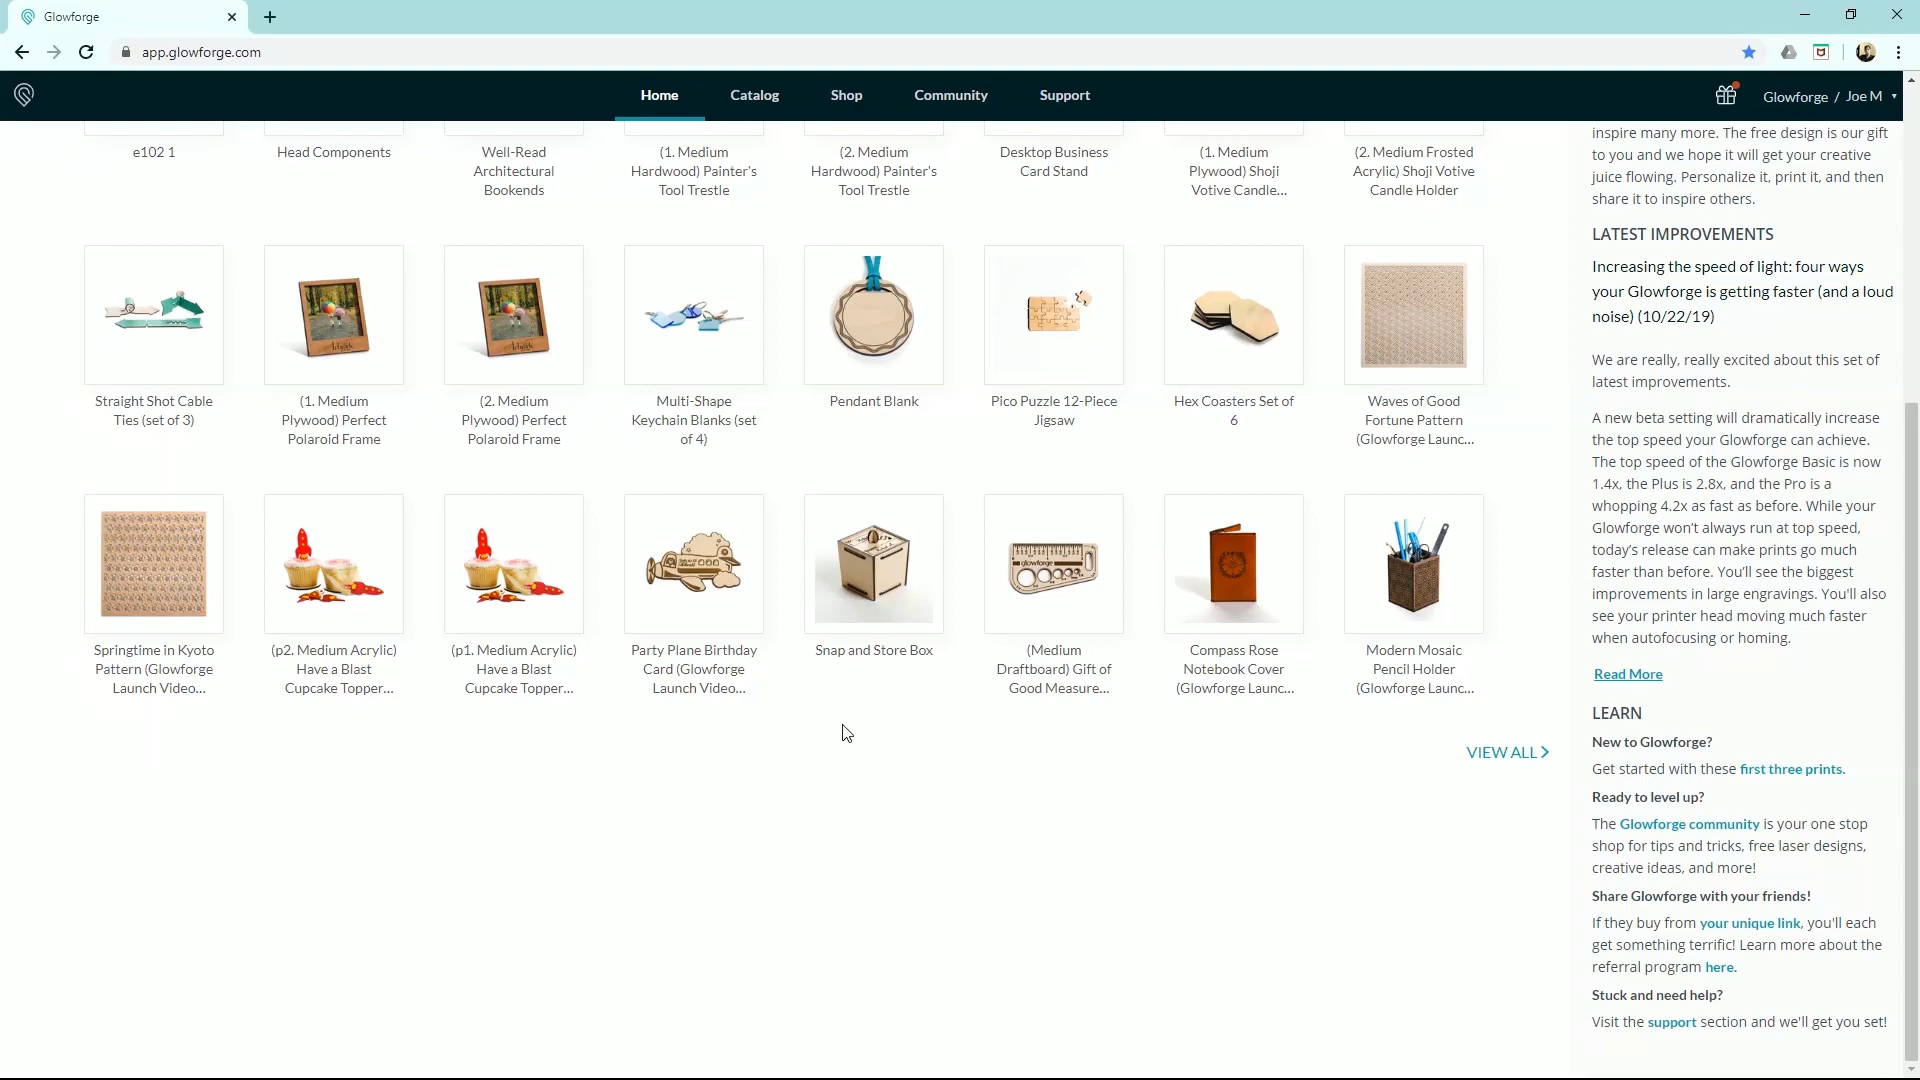 Glowforge
app.glowforge.com
Home
Catalog
Shop
Community
Support
Glowforge / Joe M
e102 1
Head Components
Well-Read
Architectural
Bookends
(1. Medium
Hardwood) Painter's
Tool Trestle
(2. Medium
Hardwood) Painter's
Tool Trestle
Desktop Business
Card Stand
(1. Medium
Plywood) Shoji
Votive Candle...
(2. Medium Frosted
Acrylic) Shoji Votive
Candle Holder
Straight Shot Cable
Ties (set of 3)
(1. Medium
Plywood) Perfect
Polaroid Frame
(2. Medium
Plywood) Perfect
Polaroid Frame
Multi-Shape
Keychain Blanks (set
of 4)
Pendant Blank
Pico Puzzle 12-Piece
Jigsaw
Hex Coasters Set of
6
Waves of Good
Fortune Pattern
(Glowforge Launc...
glowforge
Springtime in Kyoto
Pattern (Glowforge
Launch Video...
(p2. Medium Acrylic)
Have a Blast
Cupcake Topper...
(p1. Medium Acrylic)
Have a Blast
Cupcake Topper...
Party Plane Birthday
Card (Glowforge
Launch Video...
Snap and Store Box
(Medium
Draftboard) Gift of
Good Measure...
Compass Rose
Notebook Cover
(Glowforge Launc...
Modern Mosaic
Pencil Holder
(Glowforge Launc...
VIEW ALL
inspire many more. The free design is our gift
to you and we hope it will get your creative
juice flowing. Personalize it, print it, and then
share it to inspire others.
LATEST IMPROVEMENTS
Increasing the speed of light: four ways
your Glowforge is getting faster (and a loud
noise) (10/22/19)
We are really, really excited about this set of
latest improvements.
A new beta setting will dramatically increase
the top speed your Glowforge can achieve.
The top speed of the Glowforge Basic is now
1.4x, the Plus is 2.8x, and the Pro is a
whopping 4.2x as fast as before. While your
Glowforge won't always run at top speed,
today's release can make prints go much
faster than before. You'll see the biggest
improvements in large engravings. You'll also
see your printer head moving much faster
when autofocusing or homing.
Read More
LEARN
New to Glowforge?
Get started with these first three prints.
Ready to level up?
The Glowforge community is your one stop
shop for tips and tricks, free laser designs,
creative ideas, and more!
Share Glowforge with your friends!
If they buy from your unique link, you'll each
get something terrific! Learn more about the
referral program here.
Stuck and need help?
Visit the support section and we'll get you set!